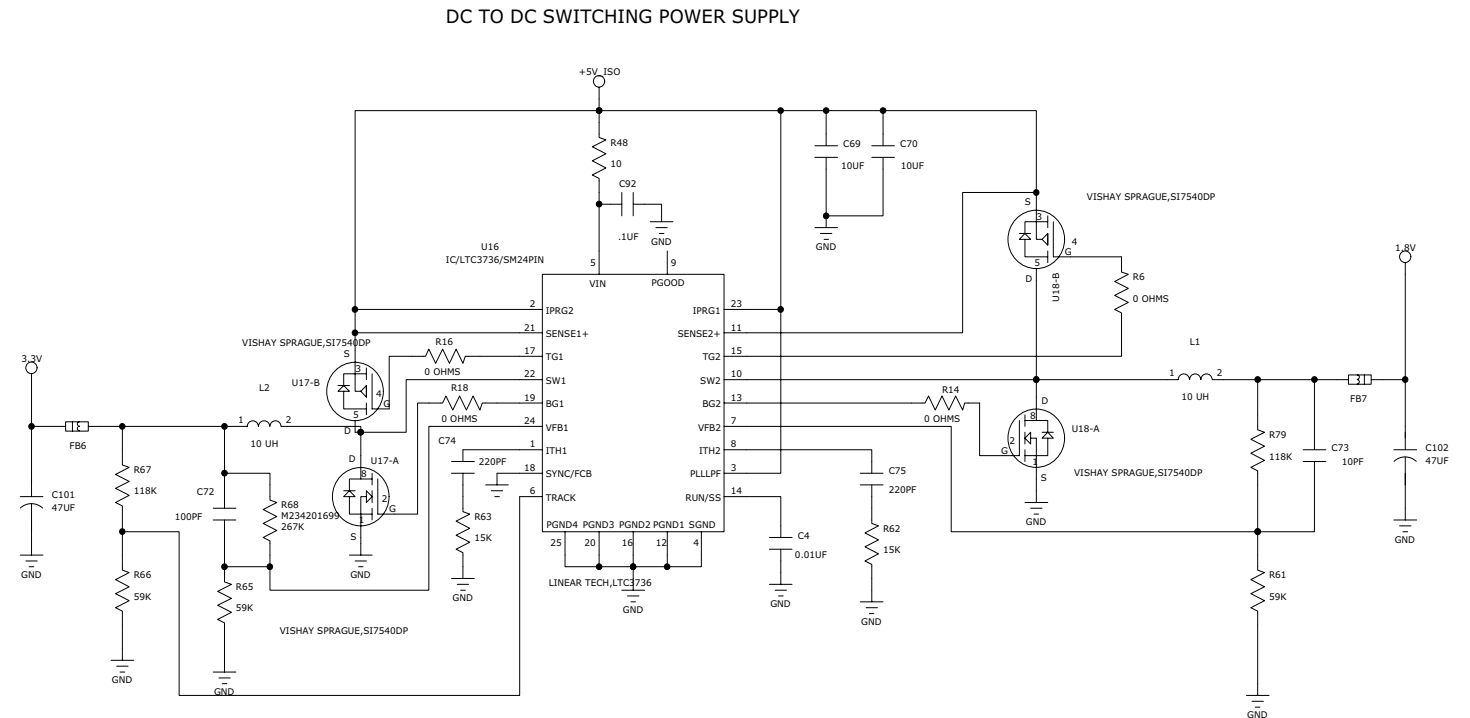 DC TO DC SWITCHING POWER SUPPLY
+5V_ISO
R48
10
C92
.1UF
GND
C69
10UF
C70
10UF
GND
VISHAY SPRAGUE,SI7540DP
S
3
4
G
5
D
U18-B
R6
0 OHMS
1.8V
U16
IC/LTC3736/SM24PIN
5
9
VIN
PGOOD
2
IPRG2
IPRG1
23
21
SENSE1+
SENSE2+
11
17
TG1
TG2
15
22
SW1
SW2
10
19
BG1
BG2
13
24
VFB1
VFB2
7
1
ITH1
ITH2
8
18
SYNC/FCB
PLLLPF
3
6
TRACK
RUN/SS
14
PGND4
PGND3
PGND2
PGND1
SGND
25
20
16
12
4
LINEAR TECH,LTC3736
GND
VISHAY SPRAGUE,SI7540DP
S
R16
0 OHMS
3.3V
U17-B
3
4
G
5
D
R18
0 OHMS
L2
1
2
10 UH
FB6
C74
220PF
D
U17-A
8
2
G
1
S
GND
R67
118K
C72
100PF
R68
M234201699
267K
C101
47UF
GND
R63
15K
GND
R66
59K
GND
R65
59K
GND
VISHAY SPRAGUE,SI7540DP
L1
1
2
10 UH
FB7
R14
0 OHMS
D
8
2
G
1
S
U18-A
VISHAY SPRAGUE,SI7540DP
GND
R79
118K
C73
10PF
C102
47UF
GND
C75
220PF
R62
15K
GND
C4
0.01UF
GND
R61
59K
GND